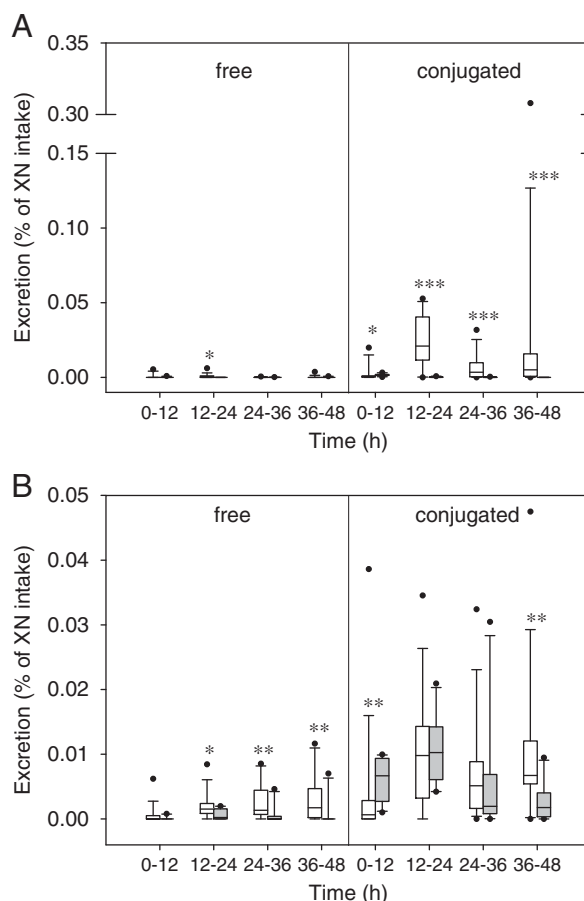 A
0.35
0.30
0.15
0.10
0.05
0.00
Excretion (% of XN intake)
free
conjugated
*
*
***
***
***
0-12 12-24 24-36 36-48 0-12 12-24 24-36 36-48
Time (h)
B
0.05
0.04
0.03
0.02
0.01
0.00
Excretion (% of XN intake)
free
conjugated
*
**
**
**
**
0-12 12-24 24-36 36-48 0-12 12-24 24-36 36-48
Time (h)